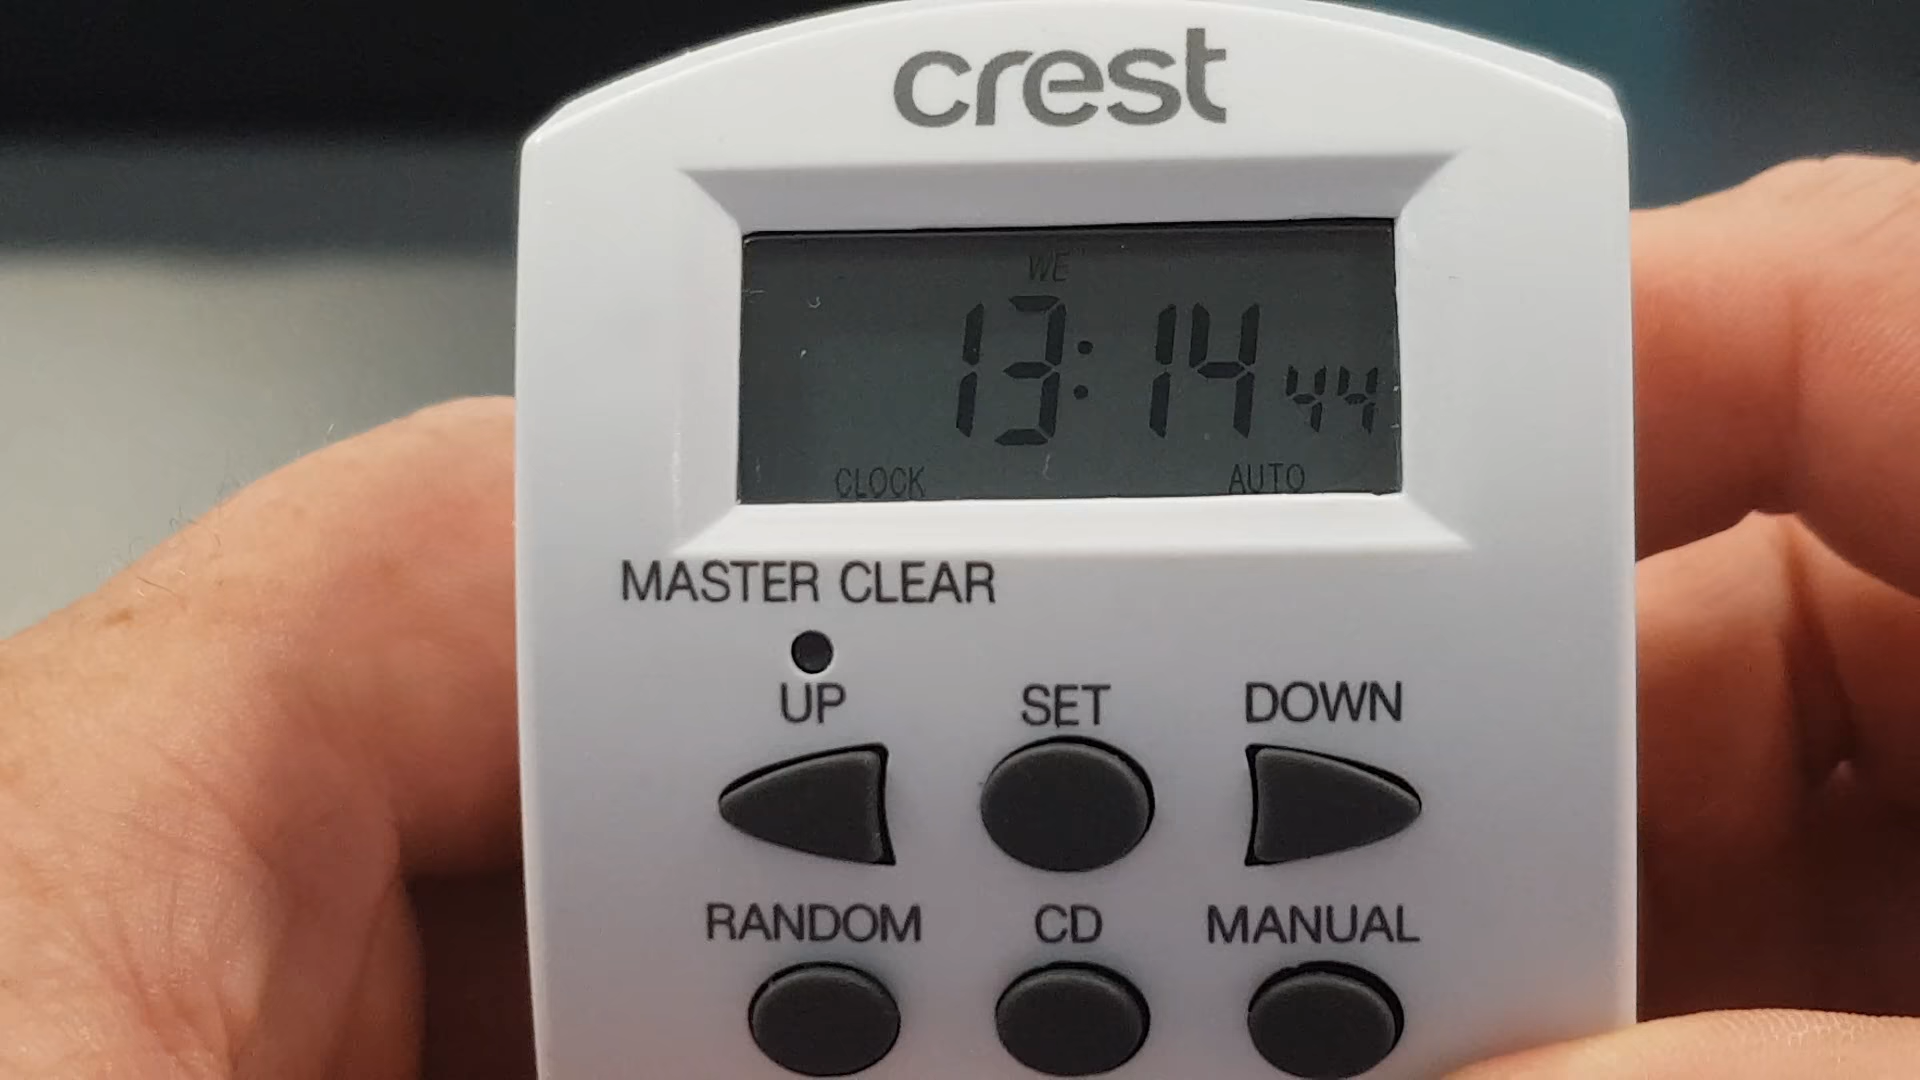 crest
WE
13:14 44
CLOCK AUTO
MASTER CLEAR
UP SET DOWN
RANDOM CD MANUAL